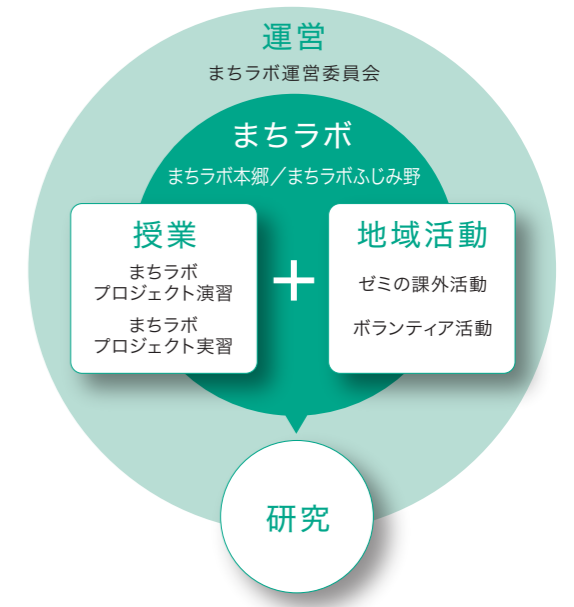 運営
まちラボ運営委員会
まちラボ
まちラボ本郷／まちラボふじみ野
授業
まちラボ
プロジェクト演習
まちラボ
プロジェクト実習
+
地域活動
ゼミの課外活動
ボランティア活動
研究